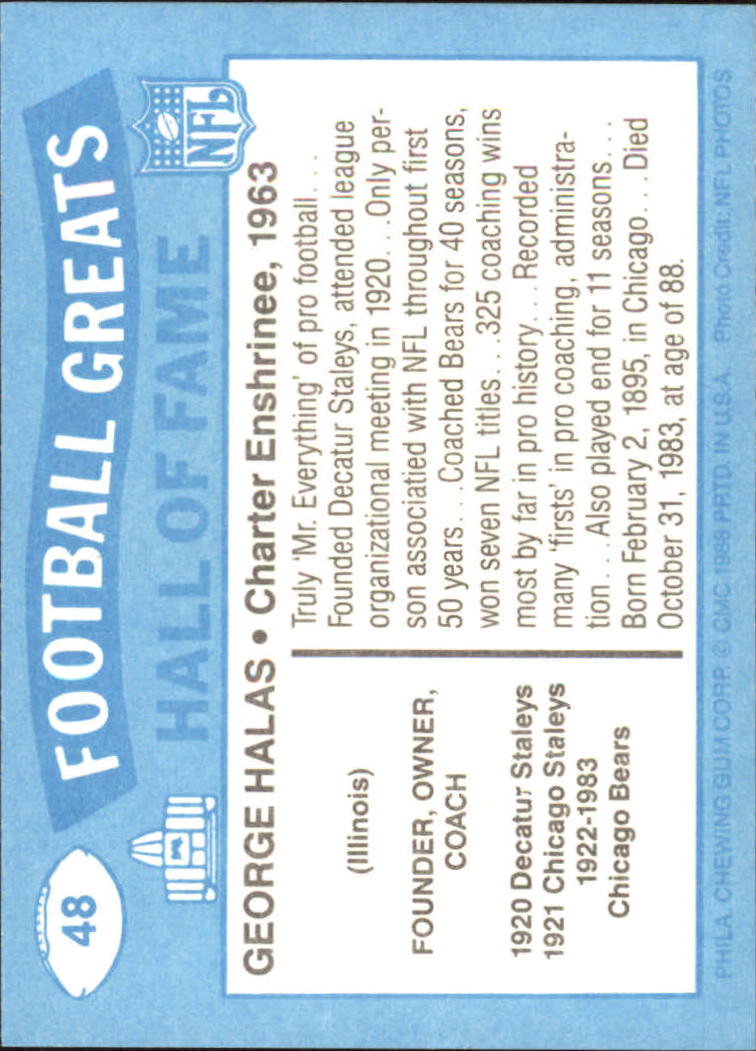 48
FOOTBALL GREATS
HALL OF FAME
NFL
GEORGE HALAS • Charter Enshrinee, 1963
(Illinois)
FOUNDER, OWNER,
COACH
1920 Decatur Staleys
1921 Chicago Staleys
1922-1983
Chicago Bears
Truly 'Mr. Everything' of pro football...
Founded Decatur Staleys, attended league
organizational meeting in 1920...Only per-
son associatied with NFL throughout first
50 years...Coached Bears for 40 seasons,
won seven NFL titles...325 coaching wins
most by far in pro history....Recorded
many 'firsts' in pro coaching, administra-
tion....Also played end for 11 seasons....
Born February 2, 1895, in Chicago....Died
October 31, 1983, at age of 88.
PHILA. CHEWING GUM CORP. © CMC 1988 PRTD. IN U.S.A. Photo Credit: NFL PHOTOS